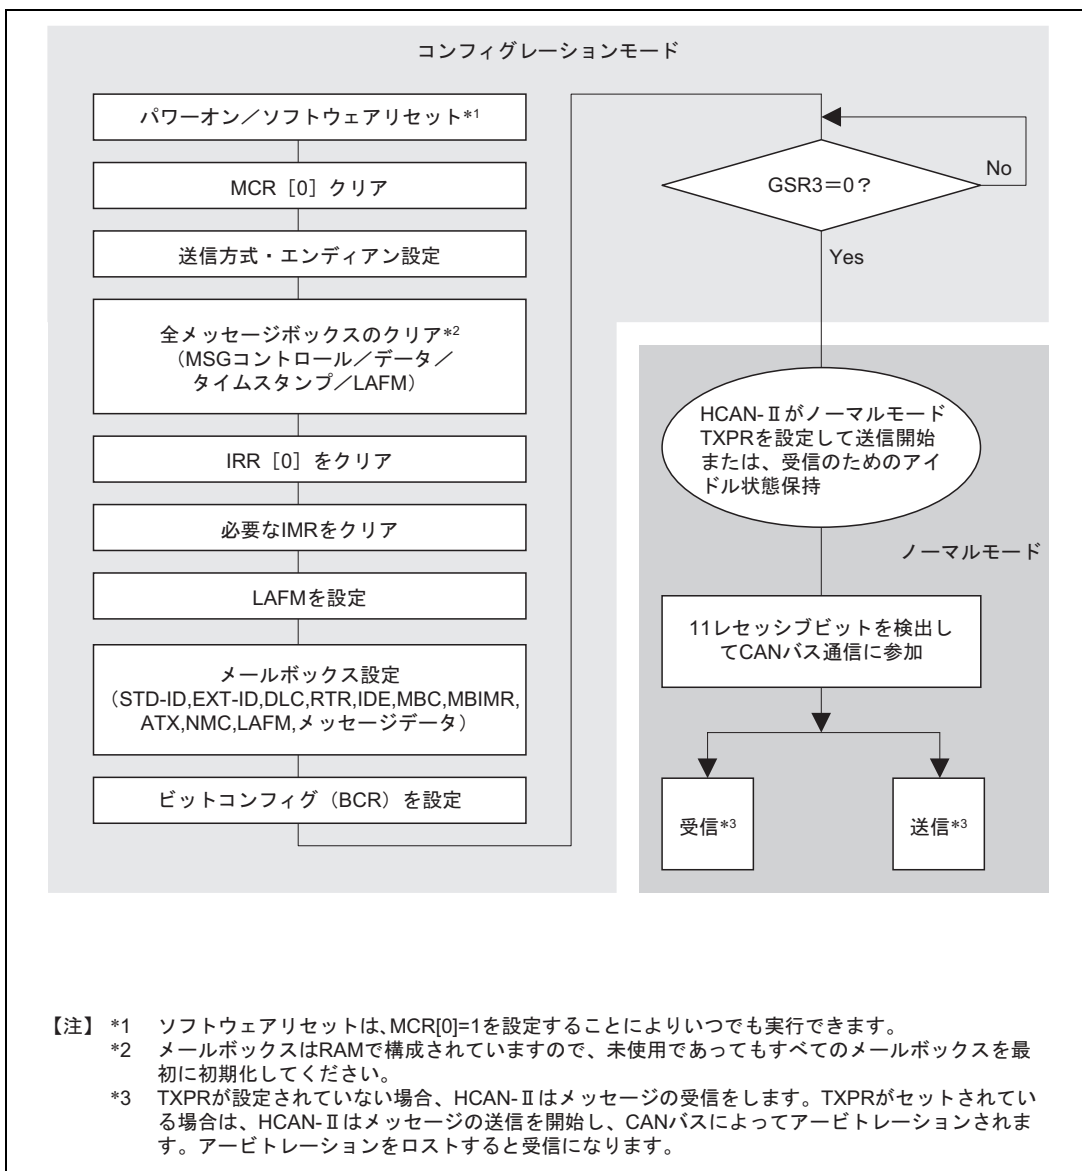 コンフィグレーションモード
パワーオン／ソフトウェアリセット*1
MCR［0］クリア
送信方式・エンディアン設定
全メッセージボックスのクリア*2
（MSGコントロール／データ／
タイムスタンプ／LAFM）
IRR［0］をクリア
必要なIMRをクリア
LAFMを設定
メールボックス設定
（STD-ID,EXT-ID,DLC,RTR,IDE,MBC,MBIMR,
ATX,NMC,LAFM,メッセージデータ）
ビットコンフィグ（BCR）を設定
GSR3＝0？
No
Yes
HCAN-Ⅱがノーマルモード
TXPRを設定して送信開始
または、受信のためのアイ
ドル状態保持
ノーマルモード
11レセッシブビットを検出し
てCANバス通信に参加
受信*3
送信*3
【注】 *1 ソフトウェアリセットは、MCR[0]=1を設定することによりいつでも実行できます。
*2 メールボックスはRAMで構成されていますので、未使用であってもすべてのメールボックスを最
初に初期化してください。
*3 TXPRが設定されていない場合、HCAN-Ⅱはメッセージの受信をします。TXPRがセットされてい
る場合は、HCAN-Ⅱはメッセージの送信を開始し、CANバスによってアービトレーションされま
す。アービトレーションをロストすると受信になります。